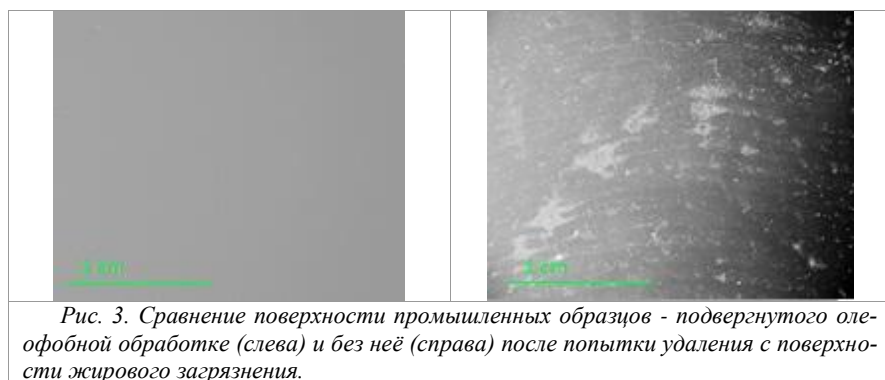 1 cm
Рис. 3. Сравнение поверхности промышленных образцов - подвергнутого оле-
офобной обработке (слева) и без неё (справа) после попытки удаления с поверхно-
сти жирового загрязнения.